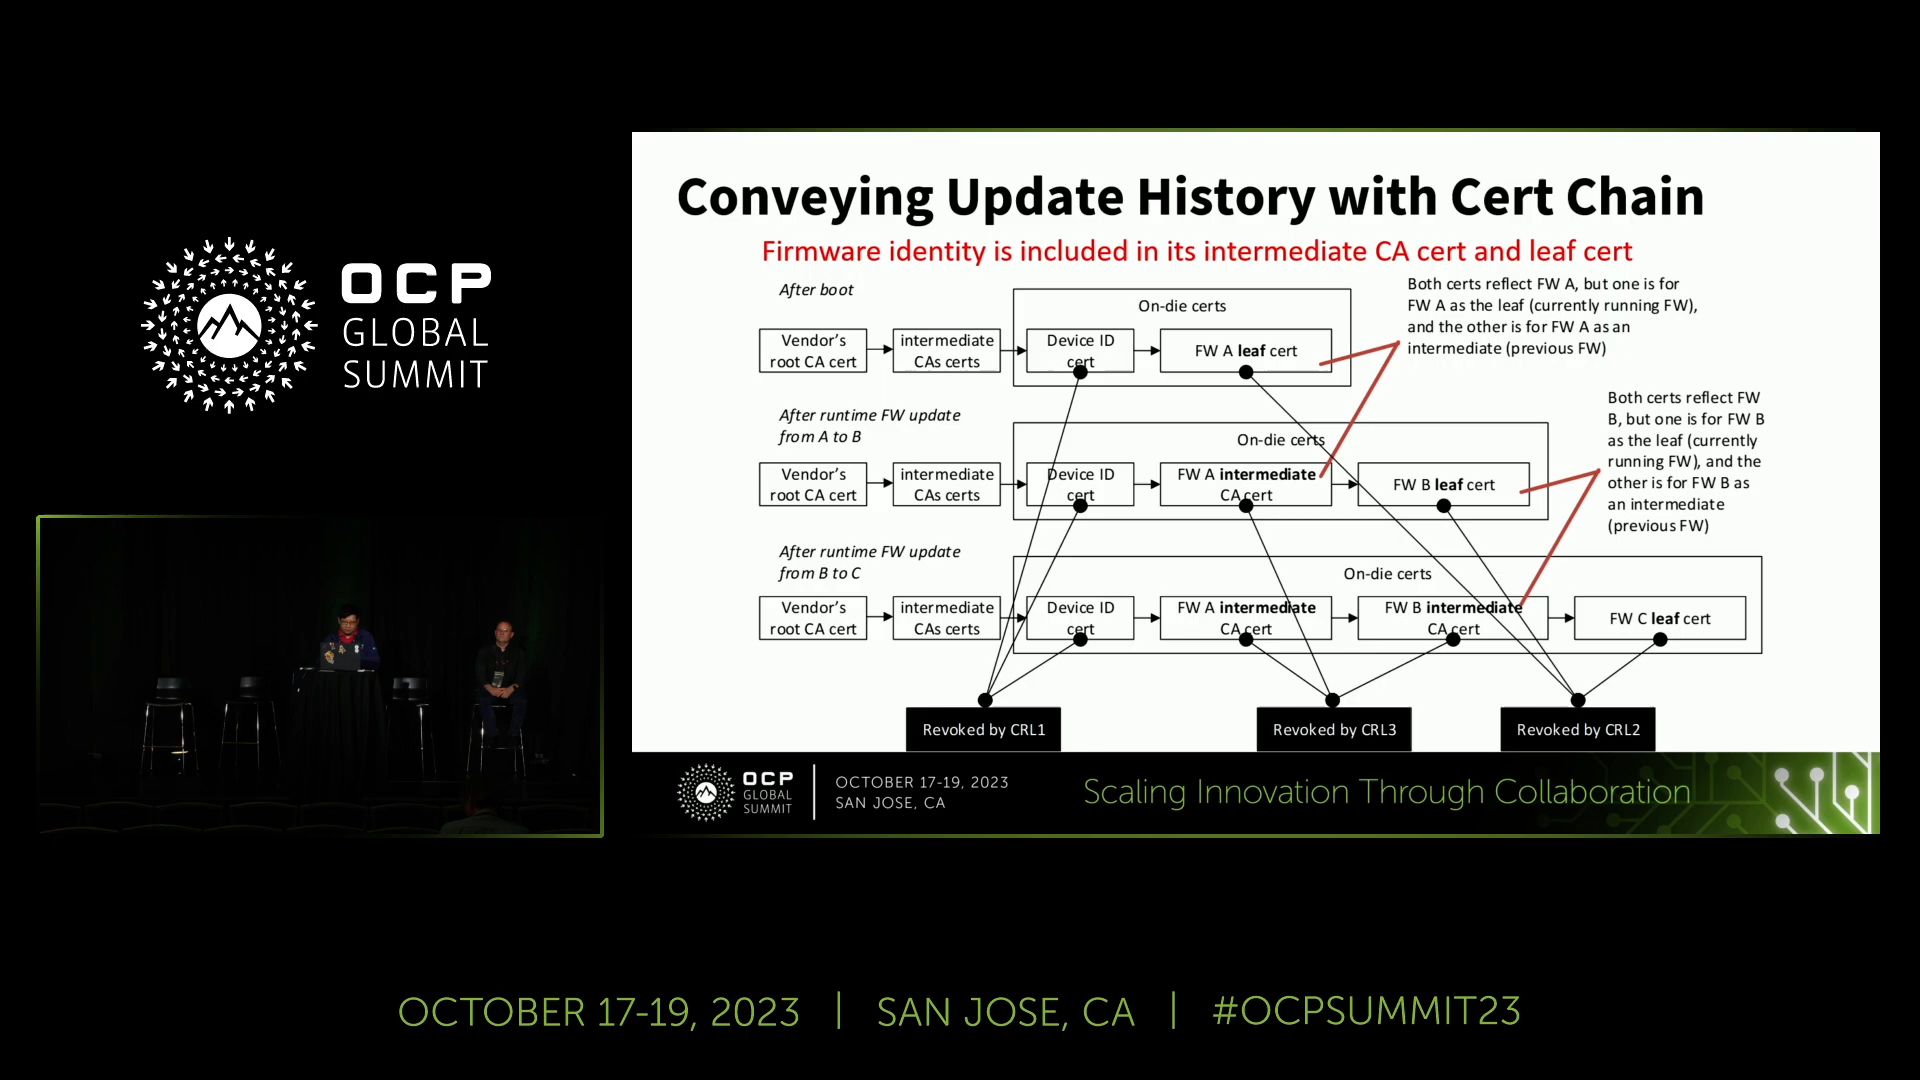 OCP
GLOBAL
SUMMIT
Conveying Update History with Cert Chain
Firmware identity is included in its intermediate CA cert and leaf cert
After boot
On-die certs
Vendor's
root CA cert
intermediate
CAs certs
Device ID
cert
FW A leaf cert
Both certs reflect FW A, but one is for
FW A as the leaf (currently running FW),
and the other is for FW A as an
intermediate (previous FW)
After runtime FW update
from A to B
On-die certs
Vendor's
root CA cert
intermediate
CAs certs
Device ID
cert
FW A intermediate
CA cert
FW B leaf cert
Both certs reflect FW
B, but one is for FW B
as the leaf (currently
running FW), and the
other is for FW B as
an intermediate
(previous FW)
After runtime FW update
from B to C
On-die certs
Vendor's
root CA cert
intermediate
CAs certs
Device ID
cert
FW A intermediate
CA cert
FW B intermediate
CA cert
FW C leaf cert
Revoked by CRL1
Revoked by CRL3
Revoked by CRL2
OCP
GLOBAL
SUMMIT
OCTOBER 17-19, 2023
SAN JOSE, CA
Scaling Innovation Through Collaboration
OCTOBER 17-19, 2023 | SAN JOSE, CA | #OCPSUMMIT23